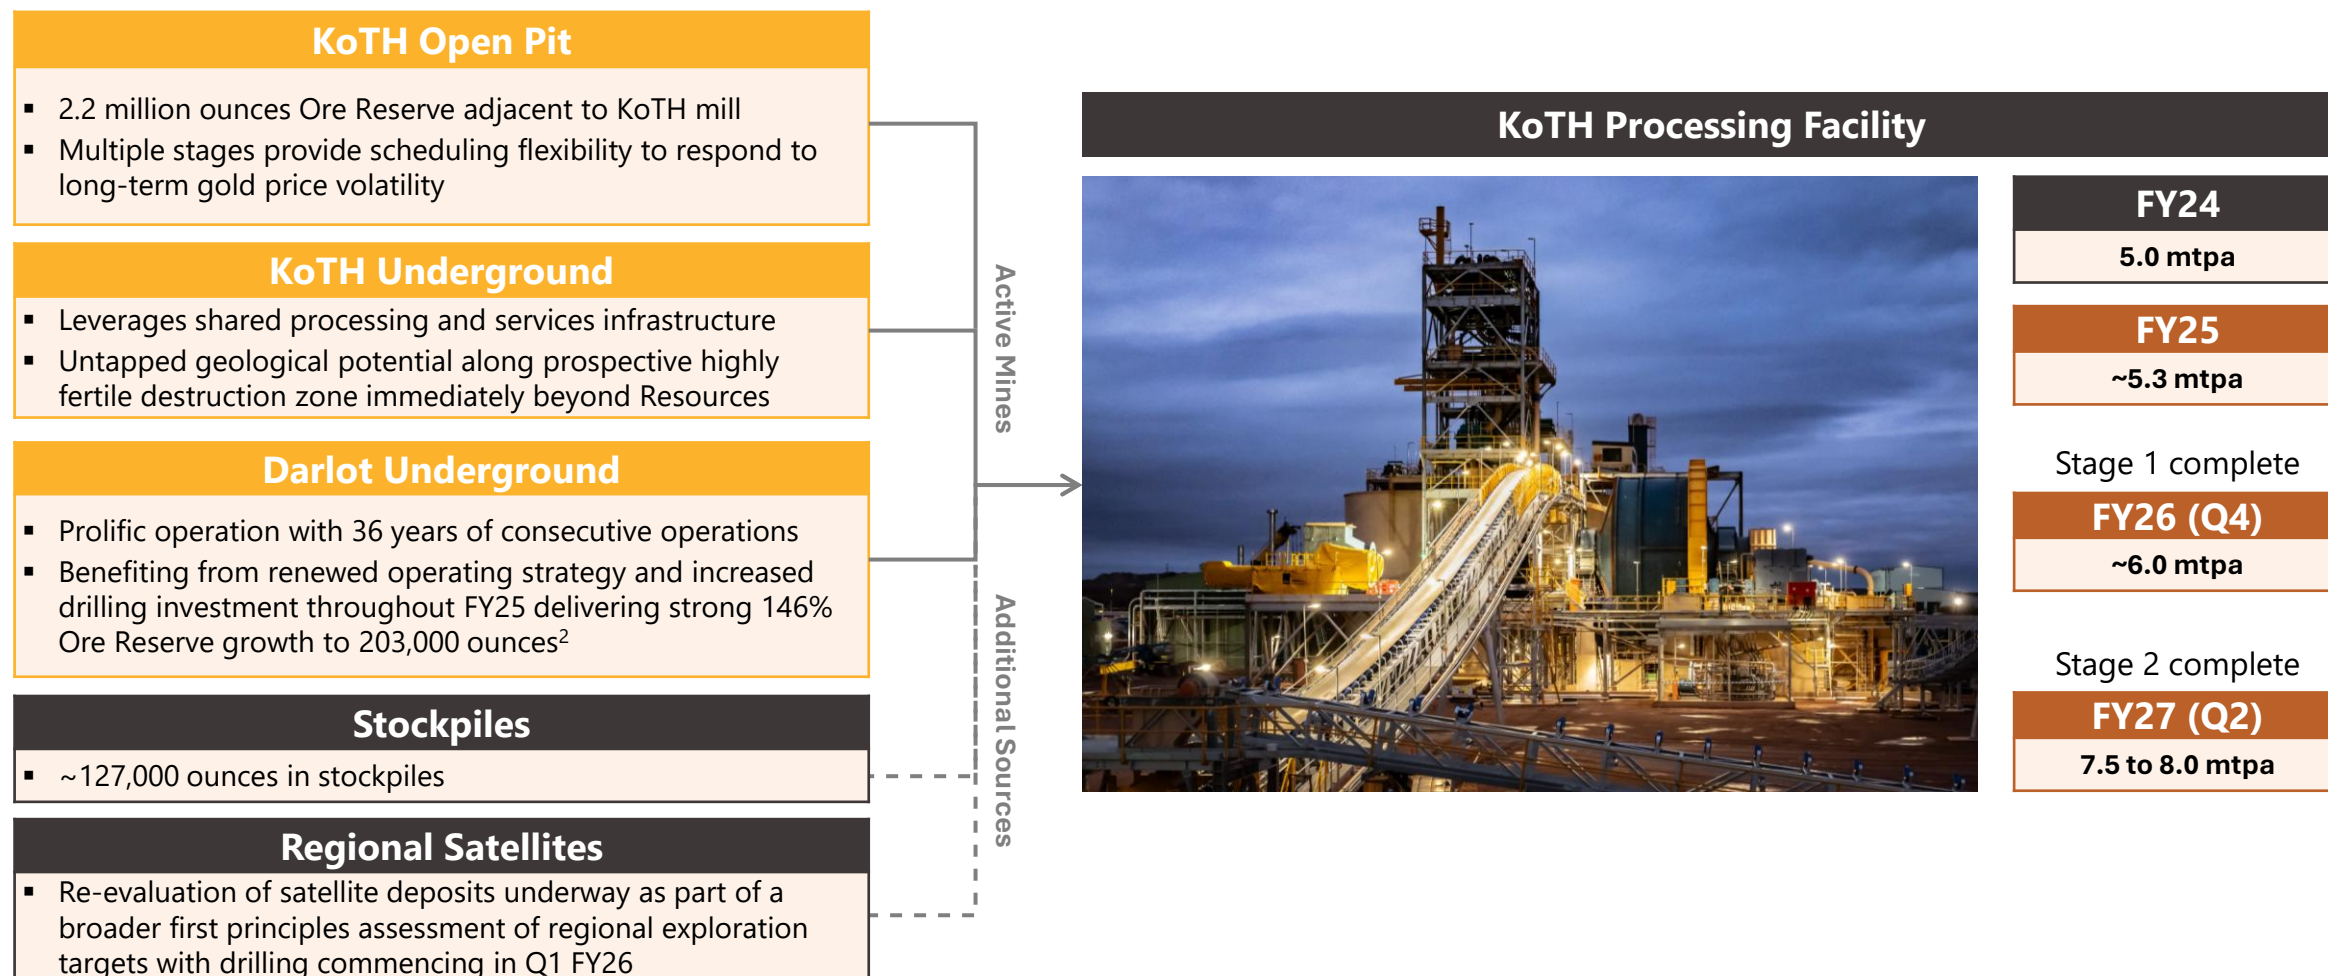 KoTH Open Pit
▪ 2.2 million ounces Ore Reserve adjacent to KoTH mill
▪ Multiple stages provide scheduling flexibility to respond to
long-term gold price volatility
KoTH Underground
▪ Leverages shared processing and services infrastructure
▪ Untapped geological potential along prospective highly
fertile destruction zone immediately beyond Resources
Darlot Underground
▪ Prolific operation with 36 years of consecutive operations
▪ Benefiting from renewed operating strategy and increased
drilling investment throughout FY25 delivering strong 146%
Ore Reserve growth to 203,000 ounces²
Stockpiles
▪ ~127,000 ounces in stockpiles
Regional Satellites
▪ Re-evaluation of satellite deposits underway as part of a
broader first principles assessment of regional exploration
targets with drilling commencing in Q1 FY26
Active Mines
Additional Sources
KoTH Processing Facility
FY24
5.0 mtpa
FY25
~5.3 mtpa
Stage 1 complete
FY26 (Q4)
~6.0 mtpa
Stage 2 complete
FY27 (Q2)
7.5 to 8.0 mtpa